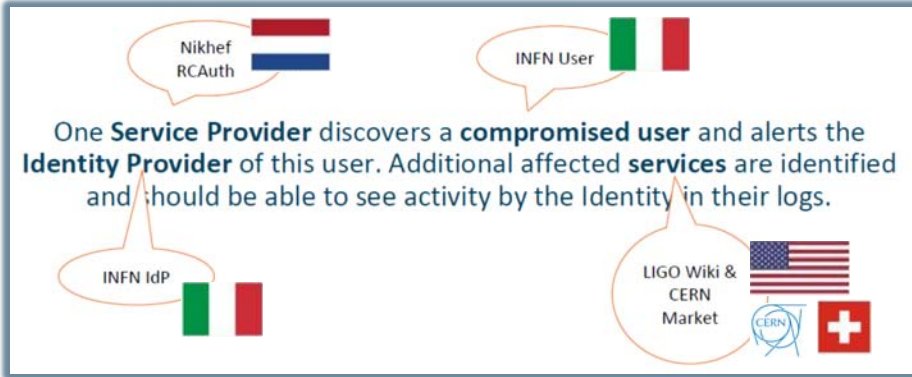 Nikhef
RCAuth
INFN User
One Service Provider discovers a compromised user and alerts the
Identity Provider of this user. Additional affected services are identified
and should be able to see activity by the Identity in their logs.
INFN IdP
LIGO Wiki &
CERN
Market
CERN